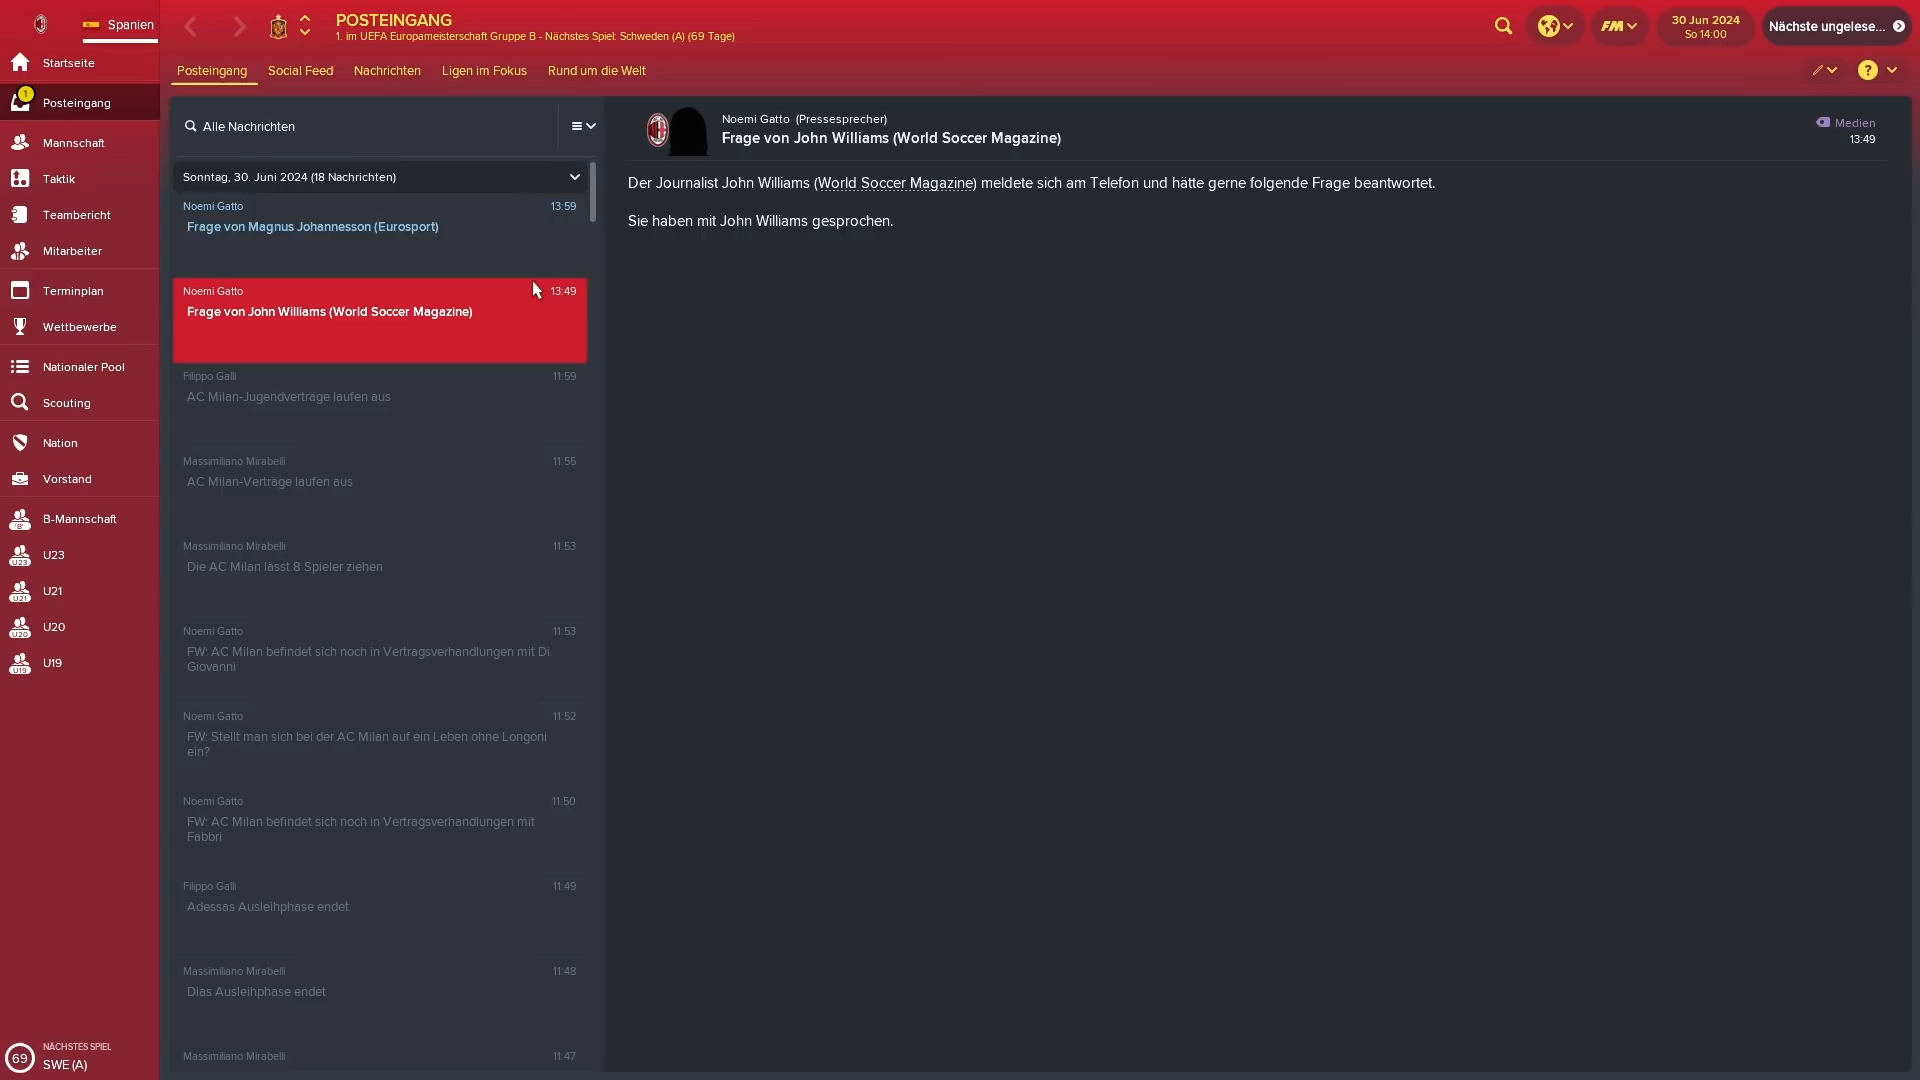 Spanien
POSTEINGANG
1. im UEFA Europameisterschaft Gruppe B - Nächstes Spiel: Schweden (A) (69 Tage)
FM
30 Jun 2024
So 14:00
Nächste ungelese...
Startseite
Posteingang
Social Feed
Nachrichten
Ligen im Fokus
Rund um die Welt
?
1
Posteingang
Mannschaft
Taktik
Teambericht
Mitarbeiter
Terminplan
Wettbewerbe
Nationaler Pool
Scouting
Nation
Vorstand
'B'
B-Mannschaft
U23
U23
U21
U21
U20
U20
U19
U19
69
NÄCHSTES SPIEL
SWE (A)
Alle Nachrichten
Sonntag, 30. Juni 2024 (18 Nachrichten)
Noemi Gatto 13:59
Frage von Magnus Johannesson (Eurosport)
Noemi Gatto 13:49
Frage von John Williams (World Soccer Magazine)
Filippo Galli 11:59
AC Milan-Jugendverträge laufen aus
Massimiliano Mirabelli 11:55
AC Milan-Verträge laufen aus
Massimiliano Mirabelli 11:53
Die AC Milan lässt 8 Spieler ziehen
Noemi Gatto 11:53
FW: AC Milan befindet sich noch in Vertragsverhandlungen mit Di
Giovanni
Noemi Gatto 11:52
FW: Stellt man sich bei der AC Milan auf ein Leben ohne Longoni
ein?
Noemi Gatto 11:50
FW: AC Milan befindet sich noch in Vertragsverhandlungen mit
Fabbri
Filippo Galli 11:49
Adessas Ausleihphase endet
Massimiliano Mirabelli 11:48
Dias Ausleihphase endet
Massimiliano Mirabelli 11:47
Noemi Gatto (Pressesprecher)
Frage von John Williams (World Soccer Magazine)
Medien
13:49
Der Journalist John Williams (World Soccer Magazine) meldete sich am Telefon und hätte gerne folgende Frage beantwortet.
Sie haben mit John Williams gesprochen.